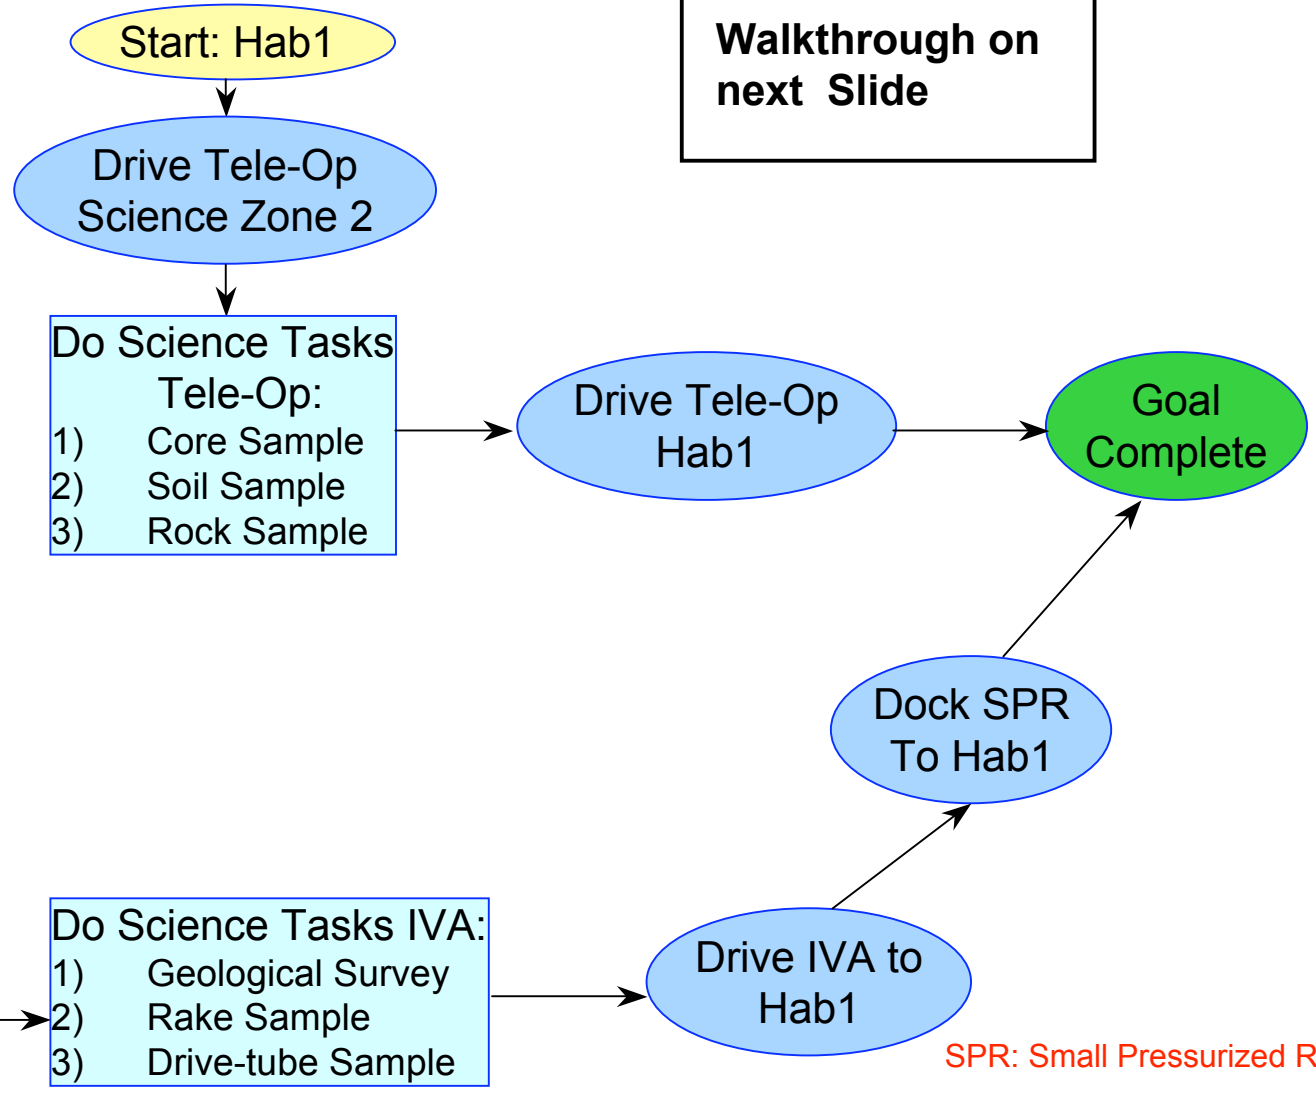 Start: Hab1
Walkthrough on
next Slide
Drive Tele-Op
Science Zone 2
Do Science Tasks
Tele-Op:
1) Core Sample
2) Soil Sample
3) Rock Sample
Drive Tele-Op
Hab1
Goal
Complete
Dock SPR
To Hab1
Do Science Tasks IVA:
1) Geological Survey
2) Rake Sample
3) Drive-tube Sample
Drive IVA to
Hab1
SPR: Small Pressurized R